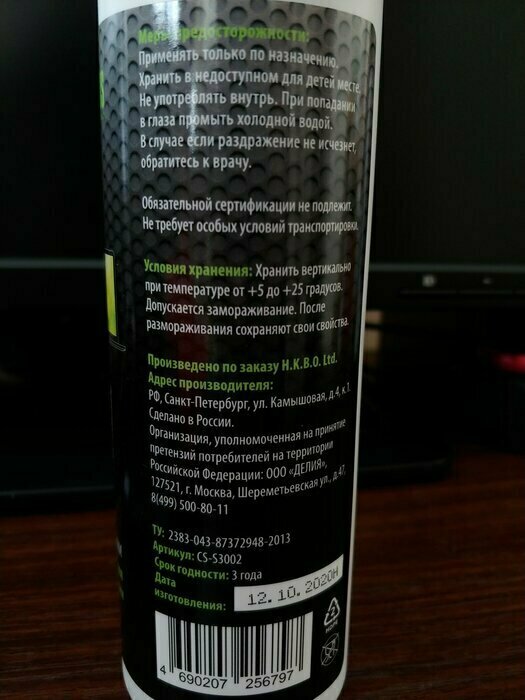 Меры предосторожности:
Применять только по назначению.
Хранить в недоступном для детей месте.
Не употреблять внутрь. При попадании
в глаза промыть холодной водой.
В случае если раздражение не исчезнет,
обратитесь к врачу.
Обязательной сертификации не подлежит.
Не требует особых условий транспортировки.
Условия хранения: Хранить вертикально
при температуре от +5 до +25 градусов.
Допускается замораживание. После
размораживания сохраняют свои свойства.
Произведено по заказу H.K.B.O. Ltd.
Адрес производителя:
РФ, Санкт-Петербург, ул. Камышовая, д.4, к.1.
Сделано в России.
Организация, уполномоченная на принятие
претензий потребителей на территории
Российской Федерации: ООО «ДЕЛИЯ»,
127521, г. Москва, Шереметьевская ул., д.47,
8(499) 500-80-11
ТУ: 2383-043-87372948-2013
Артикул: CS-S3002
Срок годности: 3 года
Дата
изготовления:
12.10.2020Н
4 690207 256797